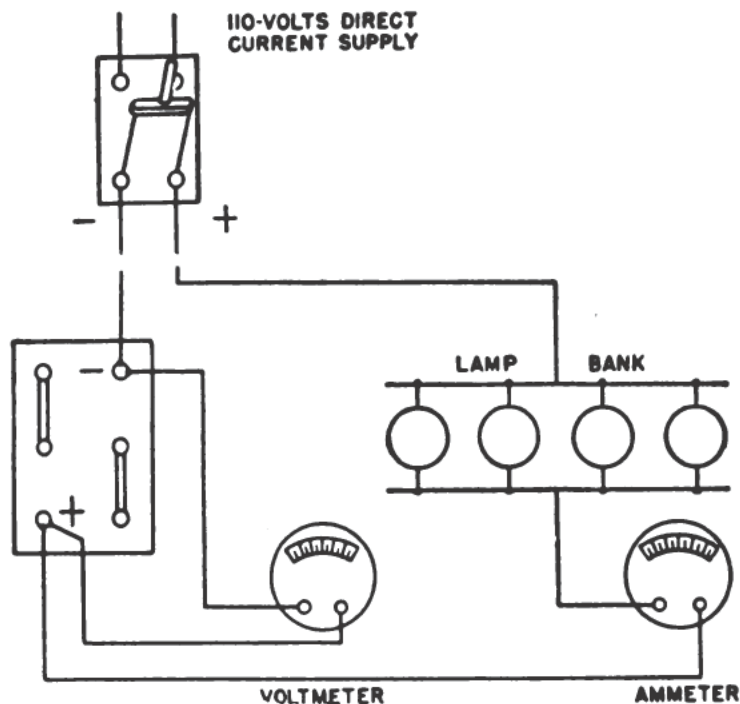 110-VOLTS DIRECT
CURRENT SUPPLY
- +
LAMP BANK
-
+
VOLTMETER AMMETER